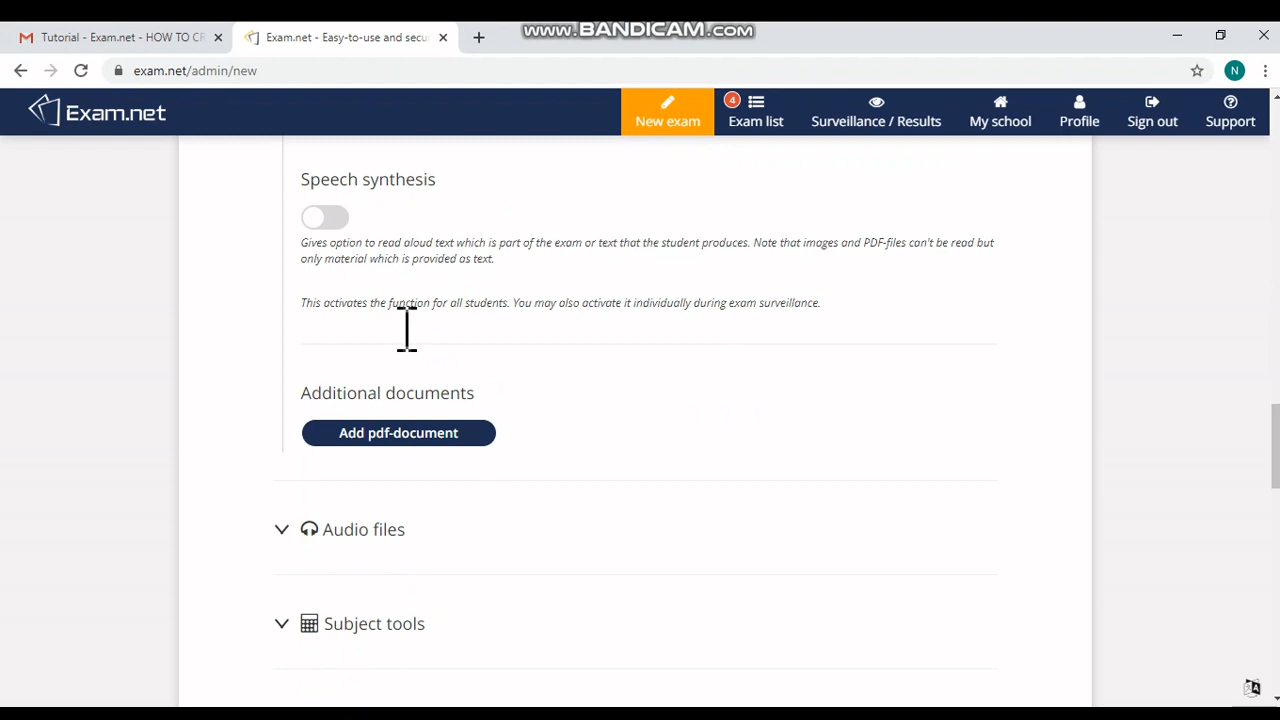 www.BANDICAM.com
Tutorial - Exam.net - HOW TO CR
Exam.net - Easy-to-use and secu
exam.net/admin/new
N
Exam.net
New exam
4
Exam list
Surveillance / Results
My school
Profile
Sign out
Support
Speech synthesis
Gives option to read aloud text which is part of the exam or text that the student produces. Note that images and PDF-files can't be read but
only material which is provided as text.
This activates the function for all students. You may also activate it individually during exam surveillance.
Additional documents
Add pdf-document
Audio files
Subject tools